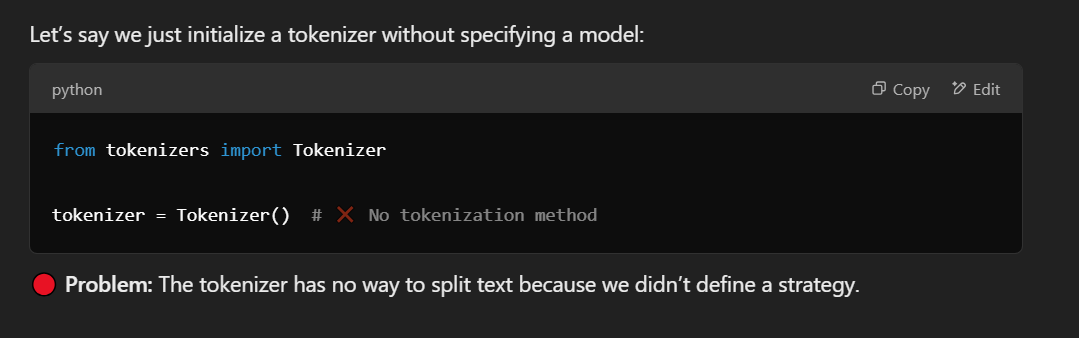 Let’s say we just initialize a tokenizer without specifying a model:
python Copy Edit
from tokenizers import Tokenizer
tokenizer = Tokenizer()  # ❌ No tokenization method
🔴 Problem: The tokenizer has no way to split text because we didn’t define a strategy.